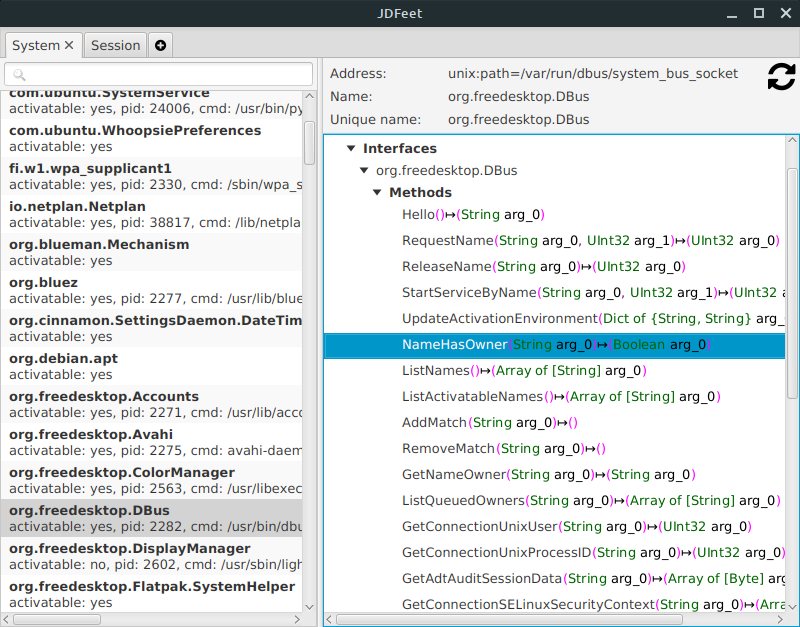 JDFeet
System
Session
com.ubuntu.SystemService
activatable: yes, pid: 24006, cmd: /usr/bin/py
com.ubuntu.WhoopsiePreferences
activatable: yes
fi.w1.wpa_supplicant1
activatable: yes, pid: 2330, cmd: /sbin/wpa_s
io.netplan.Netplan
activatable: yes, pid: 38817, cmd: /lib/netpla
org.blueman.Mechanism
activatable: yes
org.bluez
activatable: yes, pid: 2277, cmd: /usr/lib/blue
org.cinnamon.SettingsDaemon.DateTim
activatable: yes
org.debian.apt
activatable: yes
org.freedesktop.Accounts
activatable: yes, pid: 2271, cmd: /usr/lib/acco
org.freedesktop.Avahi
activatable: yes, pid: 2275, cmd: avahi-daem
org.freedesktop.ColorManager
activatable: yes, pid: 2563, cmd: /usr/libexec
org.freedesktop.DBus
activatable: yes, pid: 2282, cmd: /usr/bin/dbu
org.freedesktop.DisplayManager
activatable: no, pid: 2602, cmd: /usr/sbin/ligh
org.freedesktop.Flatpak.SystemHelper
activatable: yes
Address: unix:path=/var/run/dbus/system_bus_socket
Name: org.freedesktop.DBus
Unique name: org.freedesktop.DBus
Interfaces
org.freedesktop.DBus
Methods
Hello()↦(String arg_0)
RequestName(String arg_0, UInt32 arg_1)↦(UInt32 arg_0)
ReleaseName(String arg_0)↦(UInt32 arg_0)
StartServiceByName(String arg_0, UInt32 arg_1)↦(UInt32 a
UpdateActivationEnvironment(Dict of {String, String} arg_
NameHasOwner(String arg_0)↦(Boolean arg_0)
ListNames()↦(Array of [String] arg_0)
ListActivatableNames()↦(Array of [String] arg_0)
AddMatch(String arg_0)↦()
RemoveMatch(String arg_0)↦()
GetNameOwner(String arg_0)↦(String arg_0)
ListQueuedOwners(String arg_0)↦(Array of [String] arg_0)
GetConnectionUnixUser(String arg_0)↦(UInt32 arg_0)
GetConnectionUnixProcessID(String arg_0)↦(UInt32 arg_0)
GetAdtAuditSessionData(String arg_0)↦(Array of [Byte] arg
GetConnectionSELinuxSecurityContext(String arg_0)↦(Arra